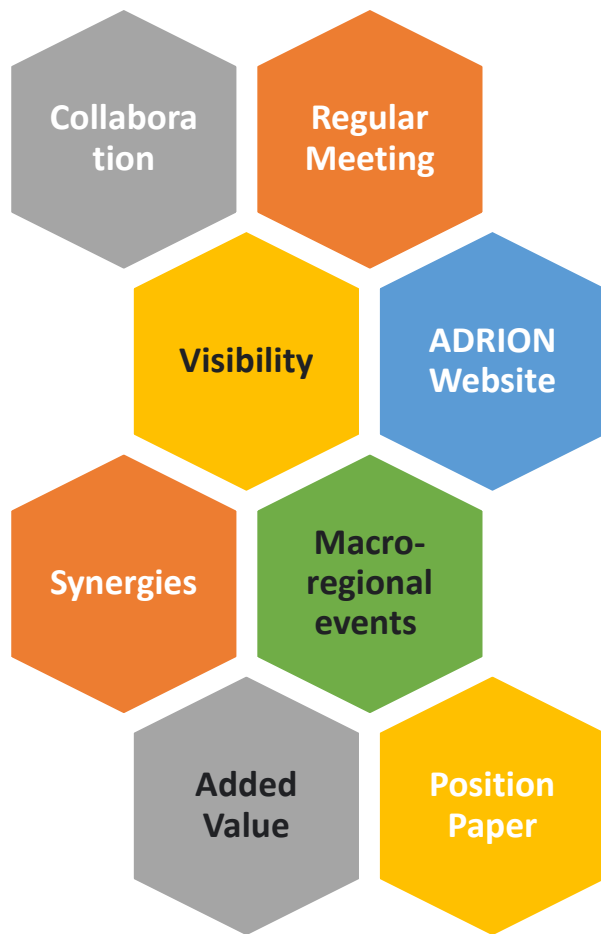 Collabora
tion
Regular
Meeting
Visibility
ADRION
Website
Synergies
Macro-
regional
events
Added
Value
Position
Paper